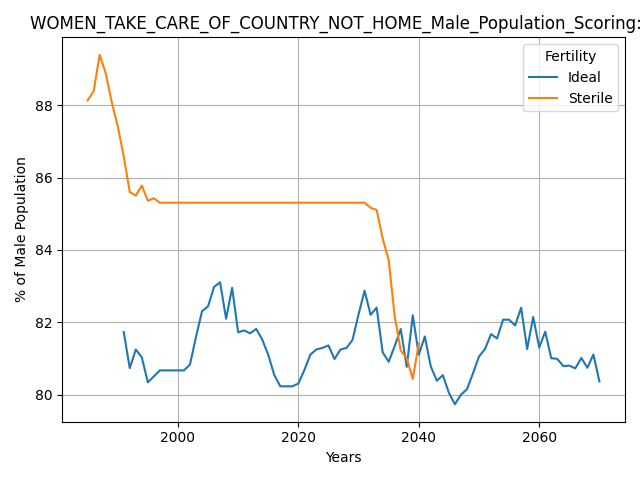 WOMEN_TAKE_CARE_OF_COUNTRY_NOT_HOME_Male_Population_Scoring:
Fertility
Ideal
Sterile
88
86
84
82
80
% of Male Population
2000
2020
2040
2060
Years